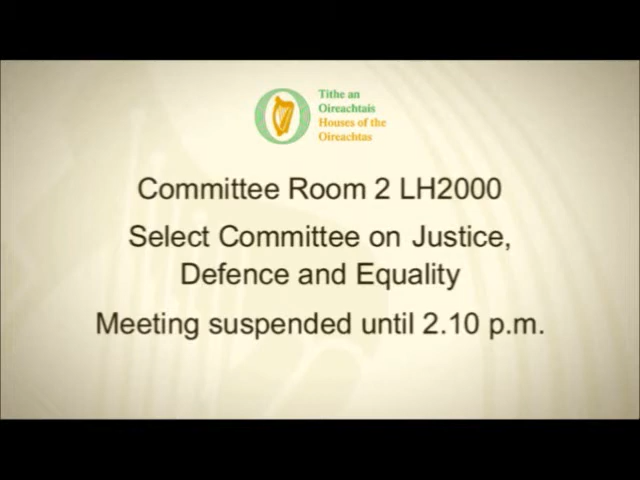 Tithe an
Oireachtais
Houses of the
Oireachtas
Committee Room 2 LH2000
Select Committee on Justice,
Defence and Equality
Meeting suspended until 2.10 p.m.